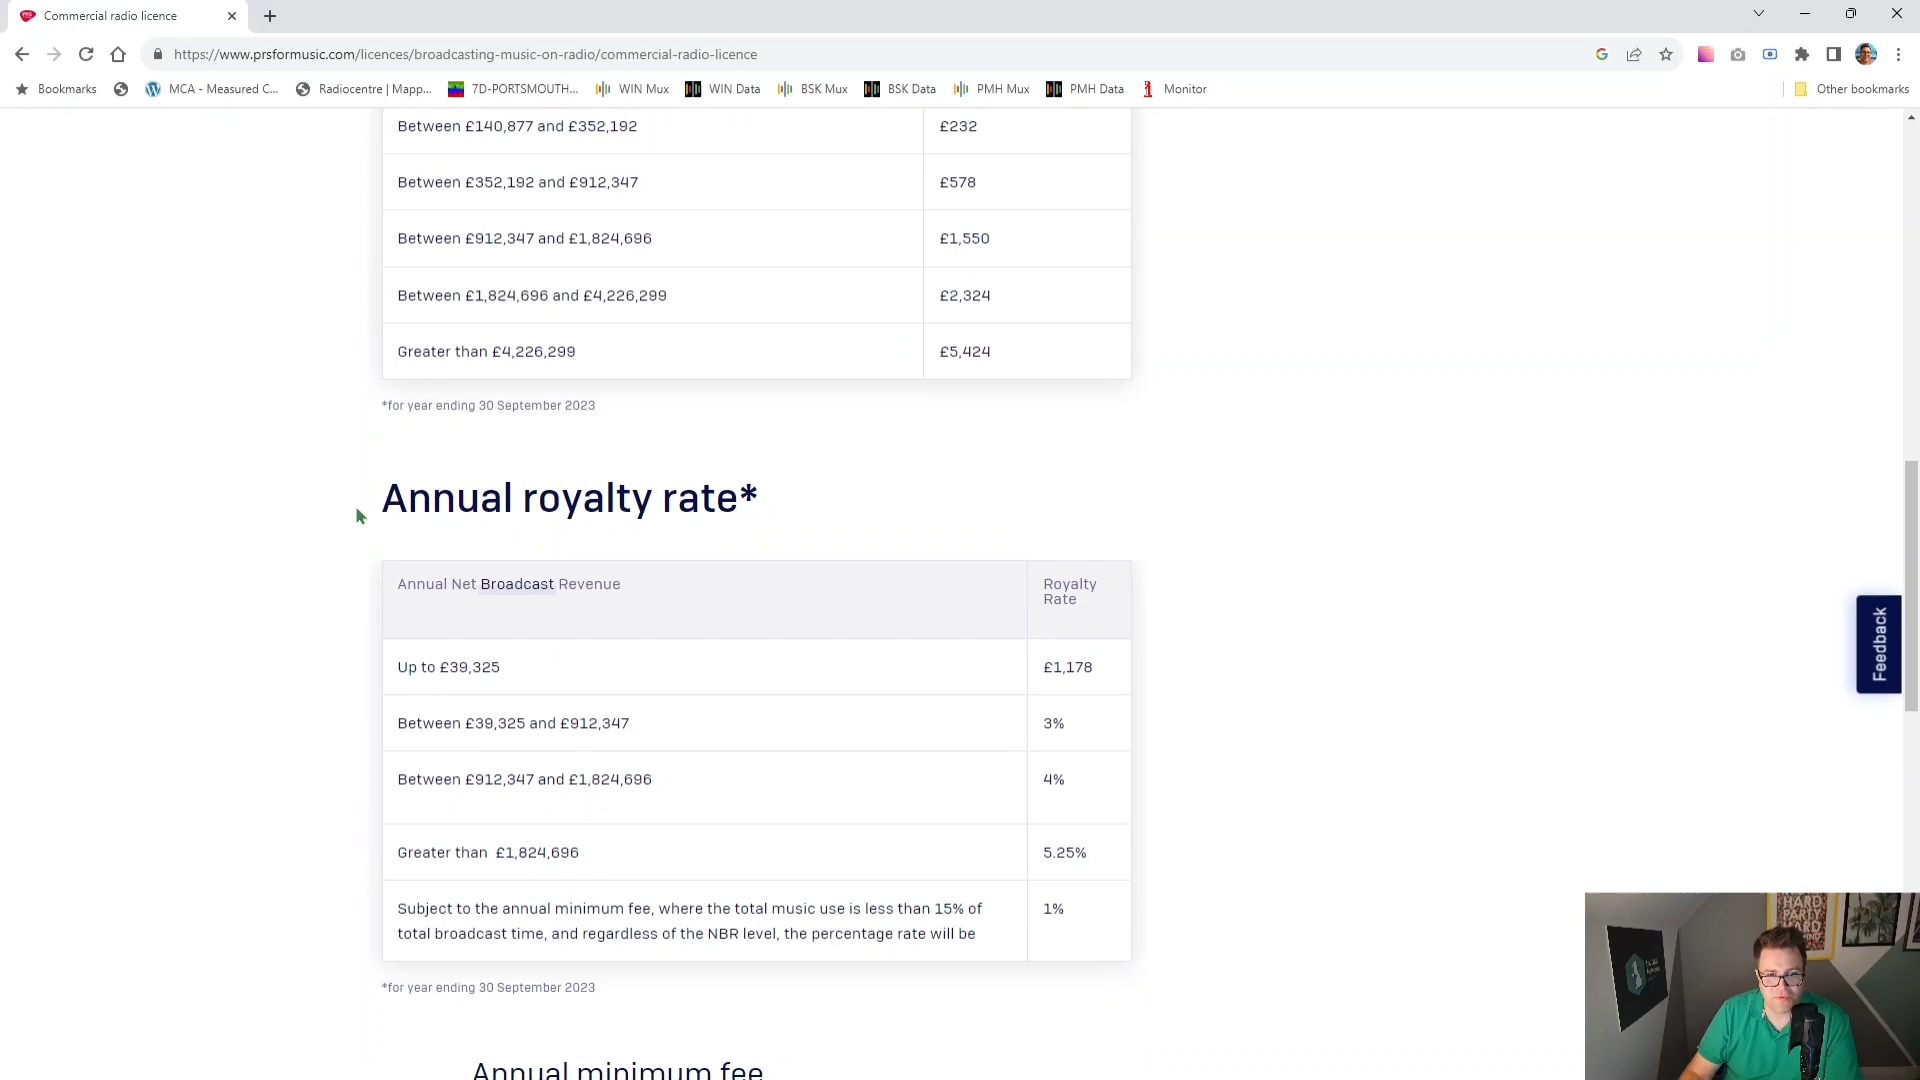 Commercial radio licence
https://www.prsformusic.com/licences/broadcasting-music-on-radio/commercial-radio-licence
Bookmarks
MCA - Measured C...
Radiocentre | Mapp...
7D-PORTSMOUTH...
WIN Mux
WIN Data
BSK Mux
BSK Data
PMH Mux
PMH Data
Monitor
Other bookmarks
Between £140,877 and £352,192 £232
Between £352,192 and £912,347 £578
Between £912,347 and £1,824,696 £1,550
Between £1,824,696 and £4,226,299 £2,324
Greater than £4,226,299 £5,424
*for year ending 30 September 2023
Annual royalty rate*
Annual Net Broadcast Revenue
Royalty
Rate
Up to £39,325 £1,178
Between £39,325 and £912,347 3%
Between £912,347 and £1,824,696 4%
Greater than £1,824,696 5.25%
Subject to the annual minimum fee, where the total music use is less than 15% of
total broadcast time, and regardless of the NBR level, the percentage rate will be
1%
*for year ending 30 September 2023
Annual minimum fee
Feedback
HARD
PARTY
HARD